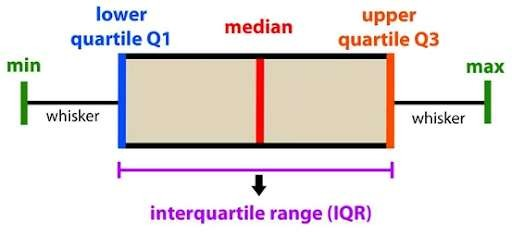 lower
quartile Q1
median
upper
quartile Q3
min
max
whisker
whisker
interquartile range (IQR)